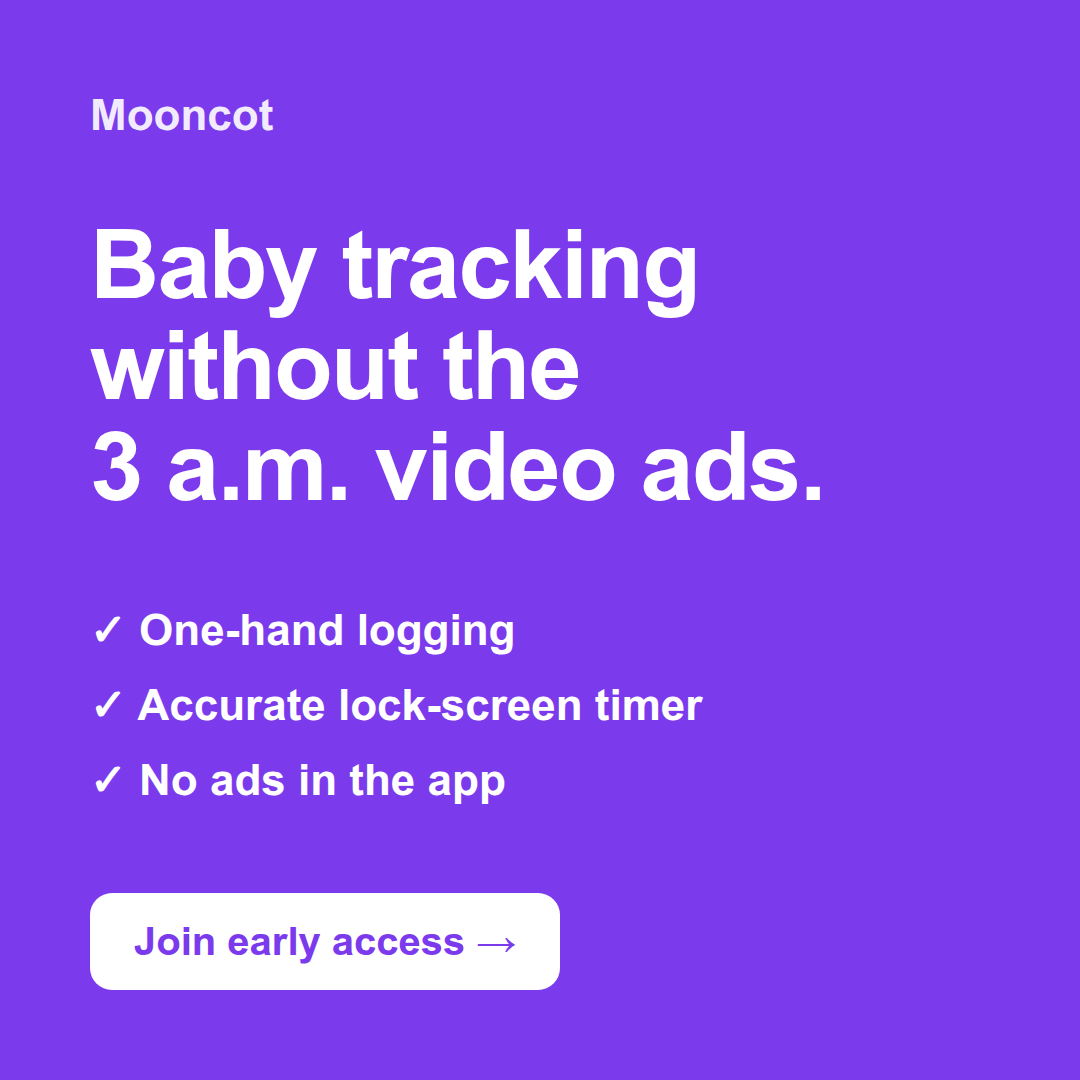 Mooncot
Baby tracking
without the
3 a.m. video ads.
✓ One-hand logging
✓ Accurate lock-screen timer
✓ No ads in the app
Join early access →